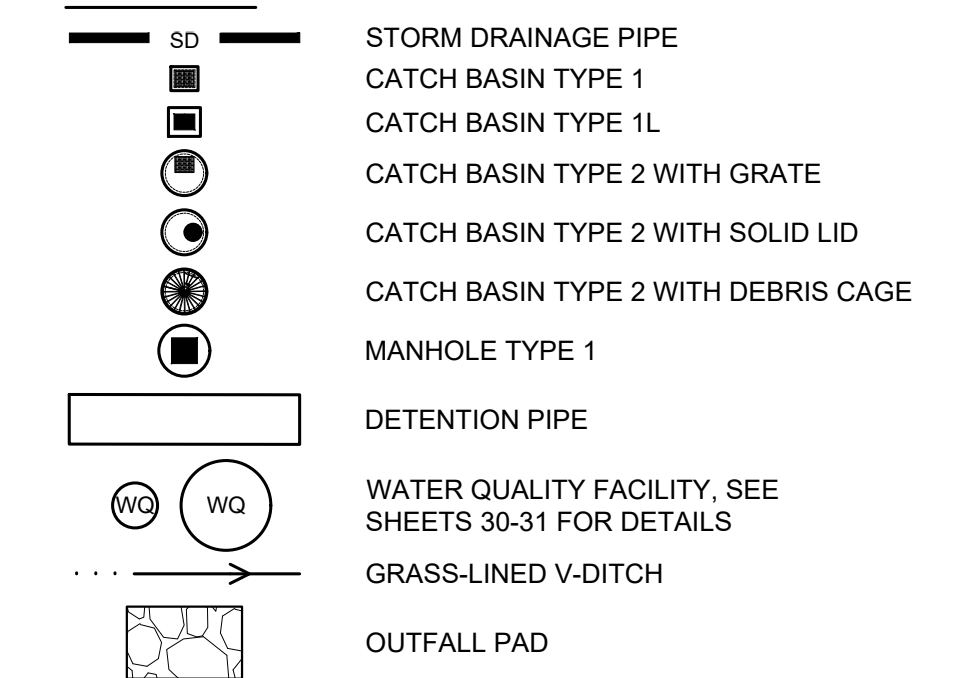 SD STORM DRAINAGE PIPE
CATCH BASIN TYPE 1
CATCH BASIN TYPE 1L
CATCH BASIN TYPE 2 WITH GRATE
CATCH BASIN TYPE 2 WITH SOLID LID
CATCH BASIN TYPE 2 WITH DEBRIS CAGE
MANHOLE TYPE 1
DETENTION PIPE
WQ WQ WATER QUALITY FACILITY, SEE
SHEETS 30-31 FOR DETAILS
GRASS-LINED V-DITCH
OUTFALL PAD